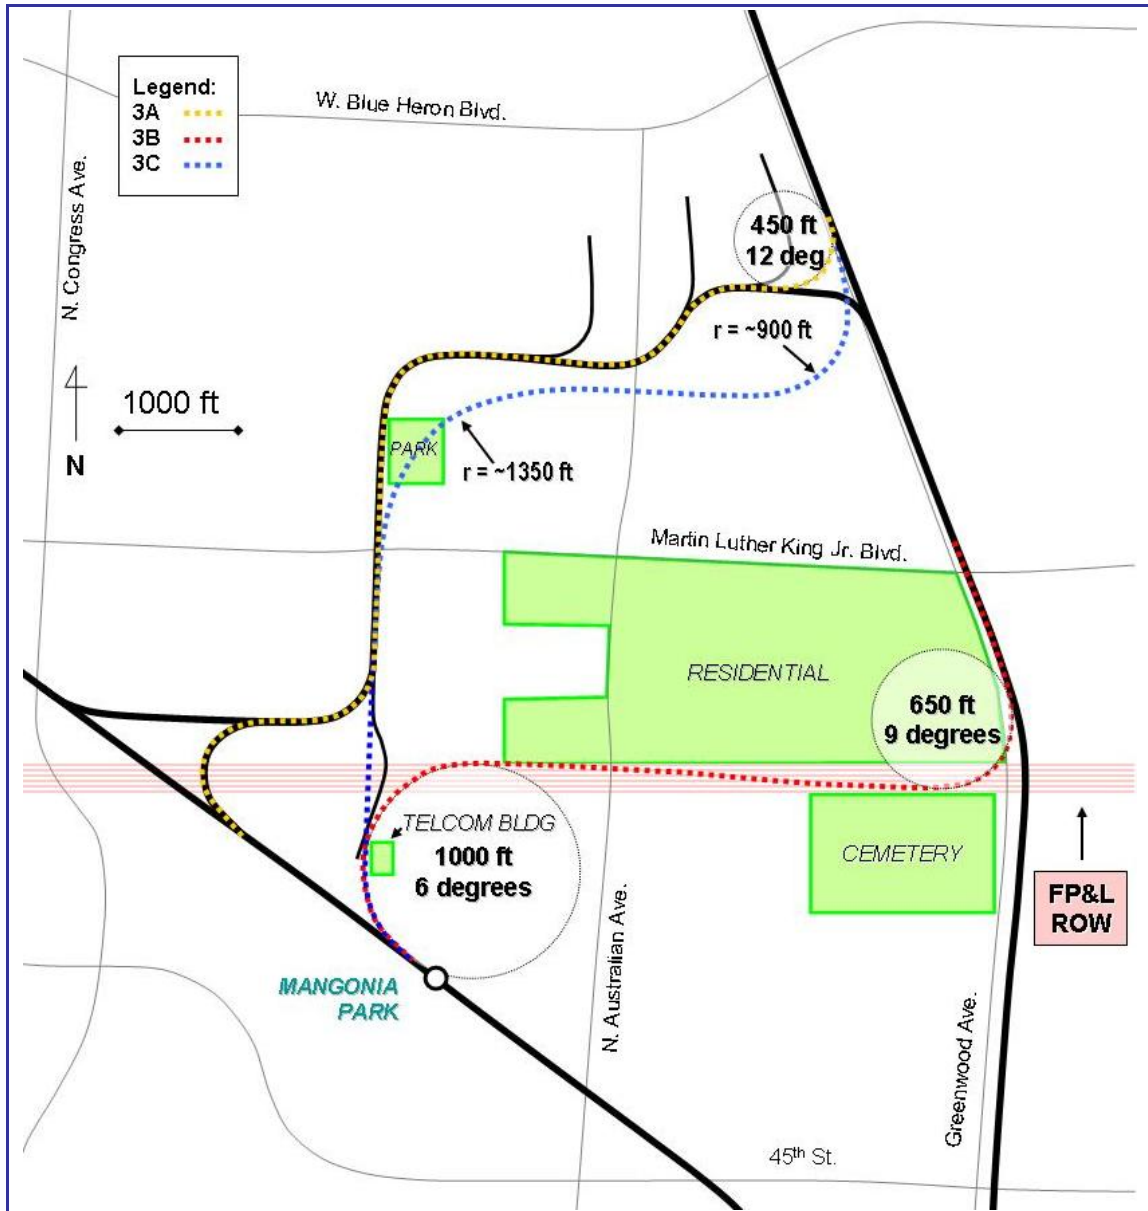 Legend:
3A
3B
3C
W. Blue Heron Blvd.
N. Congress Ave.
450 ft
12 deg
r = ~900 ft
1000 ft
N
PARK
r = ~1350 ft
Martin Luther King Jr. Blvd.
RESIDENTIAL
650 ft
9 degrees
TELCOM BLDG
1000 ft
6 degrees
CEMETERY
FP&L
ROW
MANGONIA
PARK
N. Australian Ave.
Greenwood Ave.
45th St.